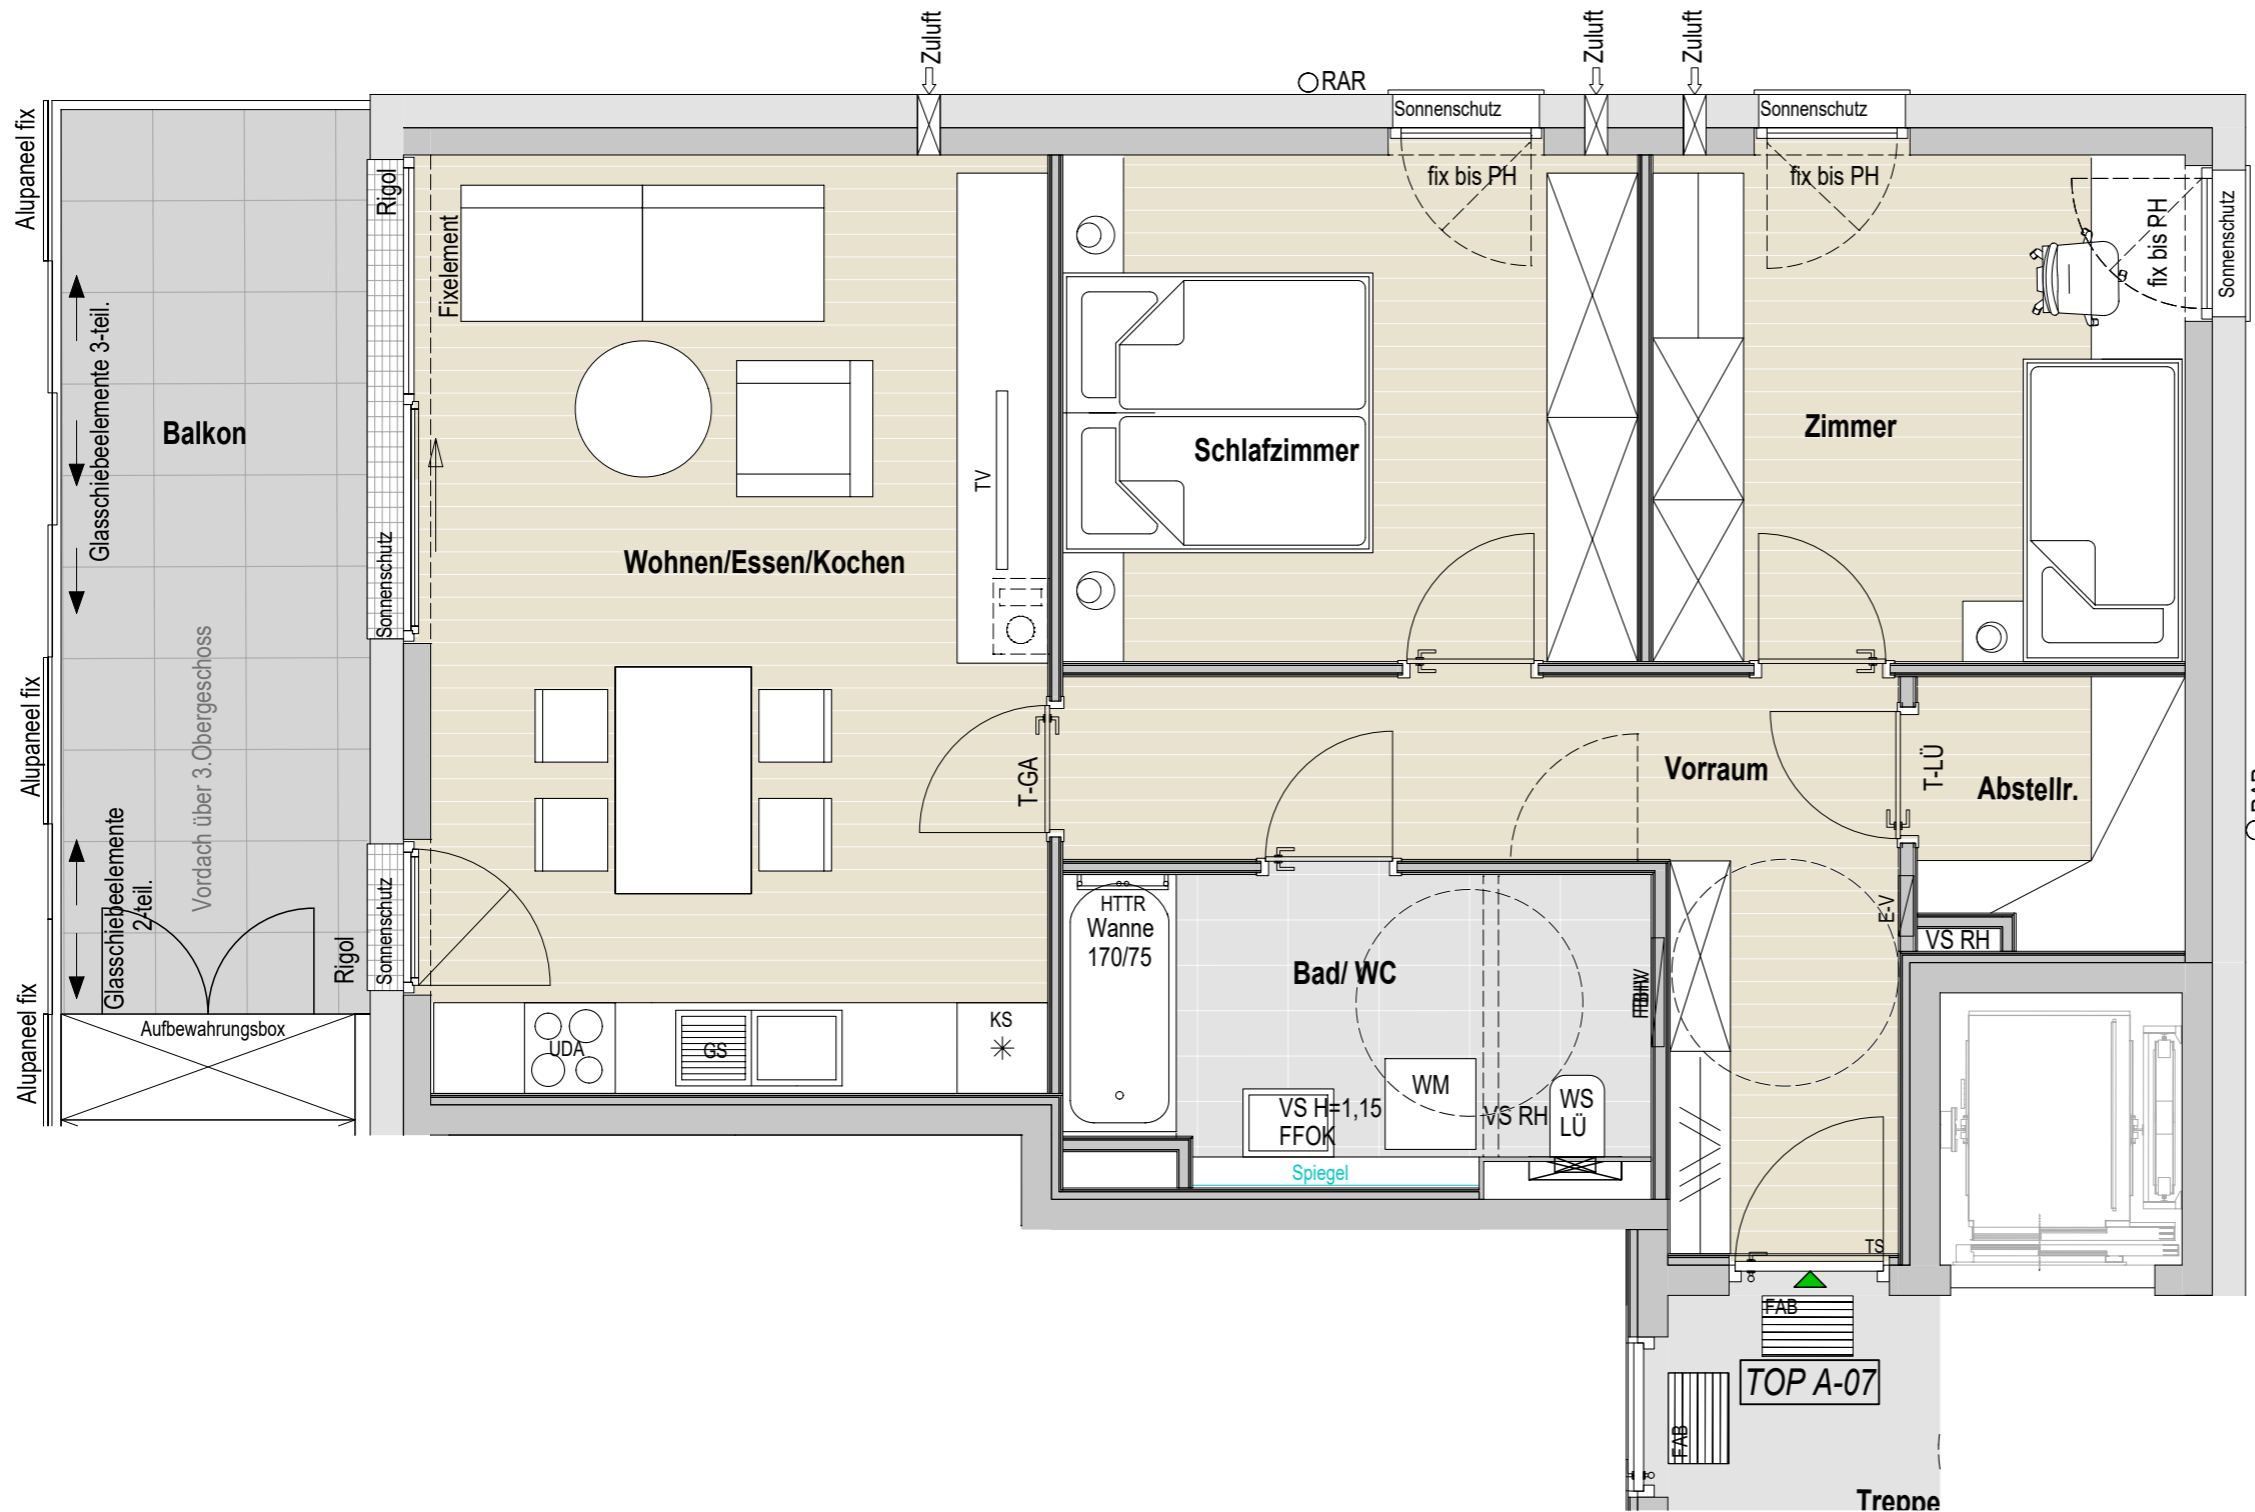 Zuluft
Zuluft
Zuluft
RAR
Sonnenschutz
Sonnenschutz
Alupaneel fix
Rigol
Fixelement
fix bis PH
fix bis PH
fix bis PH
Sonnenschutz
Glasschiebeelemente 3-teil.
Balkon
Schlafzimmer
Zimmer
TV
Wohnen/Essen/Kochen
Sonnenschutz
Vordach über 3.Obergeschoss
Alupaneel fix
T-GA
Vorraum
T-LÜ
Abstellr.
RAR
Glasschiebeelemente
2-teil.
Sonnenschutz
Rigol
HTTR
Wanne
170/75
Bad/ WC
E-V
VS RH
Alupaneel fix
Aufbewahrungsbox
UDA
GS
KS
WM
VS H=1,15
FFOK
VS RH
WS
LÜ
Spiegel
TS
FAB
TOP A-07
FAB
Treppe